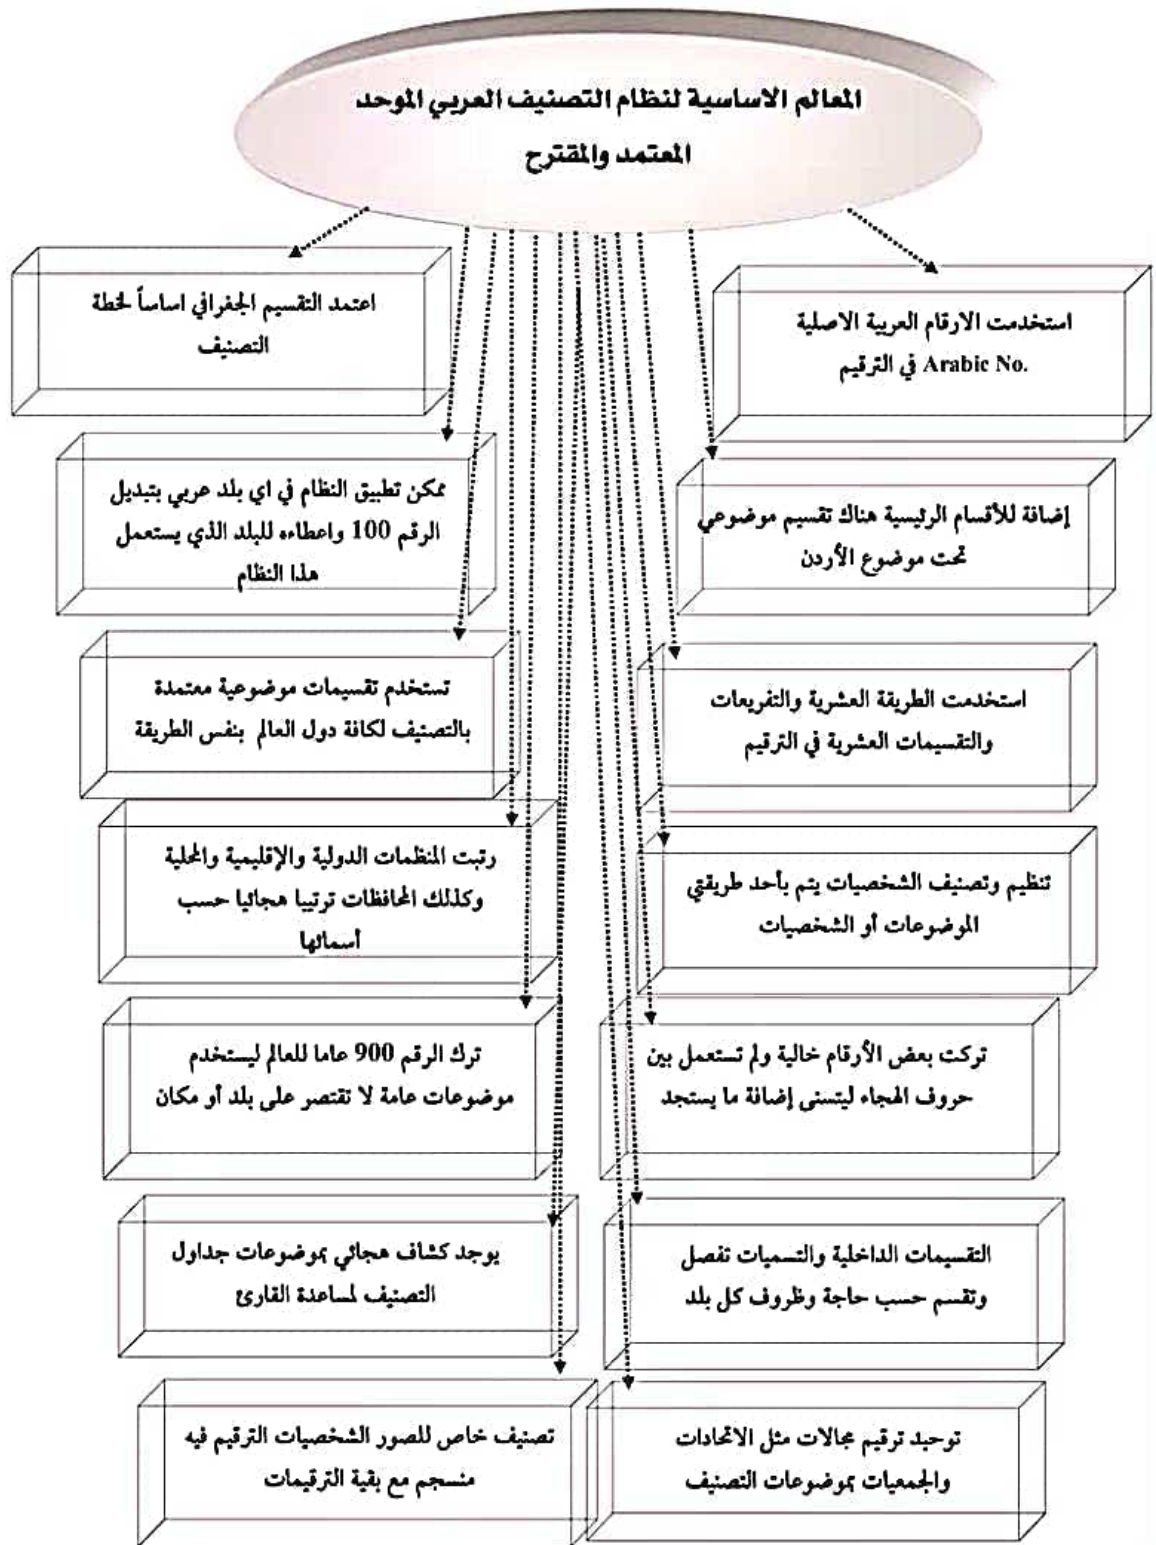 المعالم الاساسية لنظام التصنيف العربي الموحد
المعتمد والمقترح
استخدمت الارقام العربية الاصلية
Arabic No. في الترقيم
إضافة للأقسام الرئيسية هناك تقسيم موضوعي
تحت موضوع الأردن
استخدمت الطريقة العشرية والتفريعات
والتقسيمات العشرية في الترقيم
تنظيم وتصنيف الشخصيات يتم بأحد طريقتي
الموضوعات أو الشخصيات
تركت بعض الأرقام خالية ولم تستعمل بين
حروف الهجاء ليتسنى إضافة ما يستجد
التقسيمات الداخلية والتسميات تفصل
وتقسم حسب حاجة وظروف كل بلد
توحيد ترقيم مجالات مثل الاتحادات
والجمعيات بموضوعات التصنيف
اعتمد التقسيم الجغرافي اساساً لخطة
التصنيف
ممكن تطبيق النظام في اي بلد عربي بتبديل
الرقم 100 واعطاءه للبلد الذي يستعمل
هذا النظام
تستخدم تقسيمات موضوعية معتمدة
بالتصنيف لكافة دول العالم بنفس الطريقة
رتبت المنظمات الدولية والإقليمية والمحلية
وكذلك المحافظات ترتيبا هجائيا حسب
أسمائها
ترك الرقم 900 عاما للعالم ليستخدم
موضوعات عامة لا تقتصر على بلد أو مكان
يوجد كشاف هجائي بموضوعات جداول
التصنيف لمساعدة القارئ
تصنيف خاص للصور الشخصيات الترقيم فيه
منسجم مع بقية الترقيمات